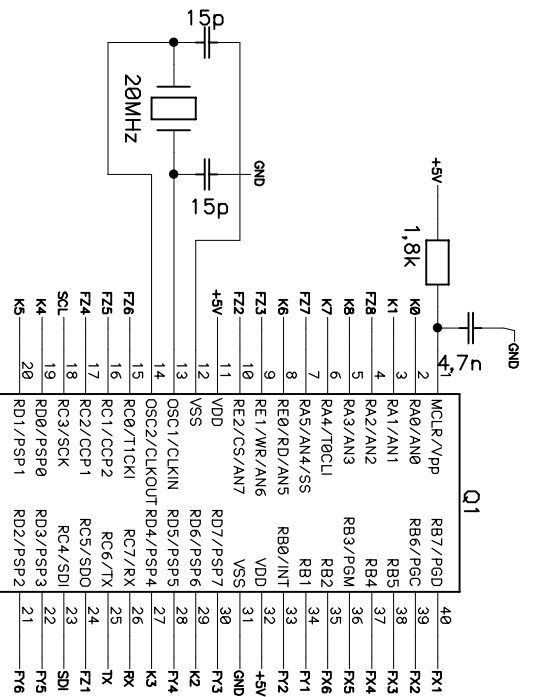 15p
20MHz
15p
GND
+5V
1,8k
4,7n
GND
Q1
K0
K1
FZ8
K8
K7
FZ7
K6
FZ3
FZ2
+5V
FZ6
FZ5
FZ4
SCL
K4
K5
1
2
3
4
5
6
7
8
9
10
11
12
13
14
15
16
17
18
19
20
MCLR/Vpp
RA0/AN0
RA1/AN1
RA2/AN2
RA3/AN3
RA4/T0CLI
RA5/AN4/SS
RE0/RD/AN5
RE1/WR/AN6
RE2/CS/AN7
VDD
VSS
OSC1/CLKIN
OSC2/CLKOUT
RC0/T1CKI
RC1/CCP2
RC2/CCP1
RC3/SCK
RD0/PSP0
RD1/PSP1
RB7/PGD
RB6/PGC
RB5
RB4
RB3/PGM
RB2
RB1
RB0/INT
VDD
VSS
RD7/PSP7
RD6/PSP6
RD5/PSP5
RD4/PSP4
RC7/RX
RC6/TX
RC5/SDO
RC4/SDI
RD3/PSP3
RD2/PSP2
40
39
38
37
36
35
34
33
32
31
30
29
28
27
26
25
24
23
22
21
FX1
FX2
FX3
FX4
FX5
FX6
FY1
FY2
+5V
GND
FY3
K2
FY4
K3
RX
TX
FZ1
SDI
FY5
FY6